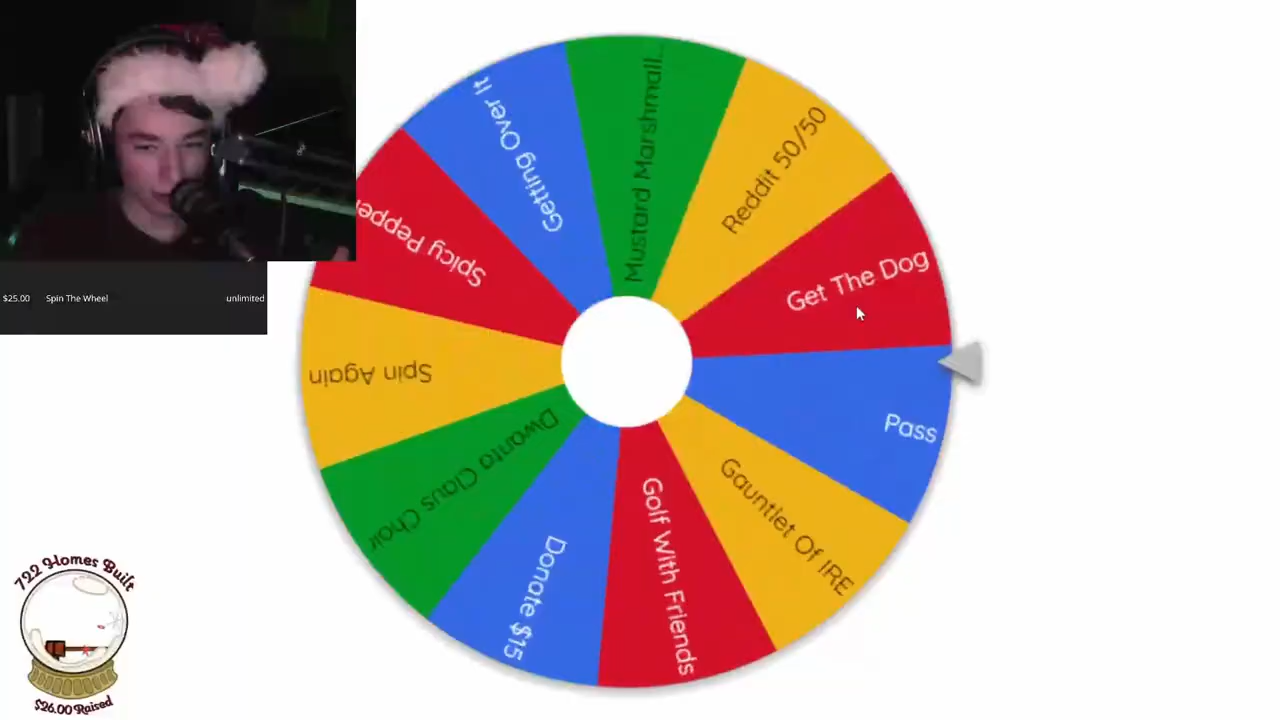 Getting Over It
Mustard Marshmall...
Reddit 50/50
Get The Dog
Spicy Pepper
Pass
Spin Again
Gauntlet Of IRE
Dwanta Claus Choir
Golf With Friends
Donate $15
$25.00 Spin The Wheel unlimited
722 Homes Built
$26.00 Raised